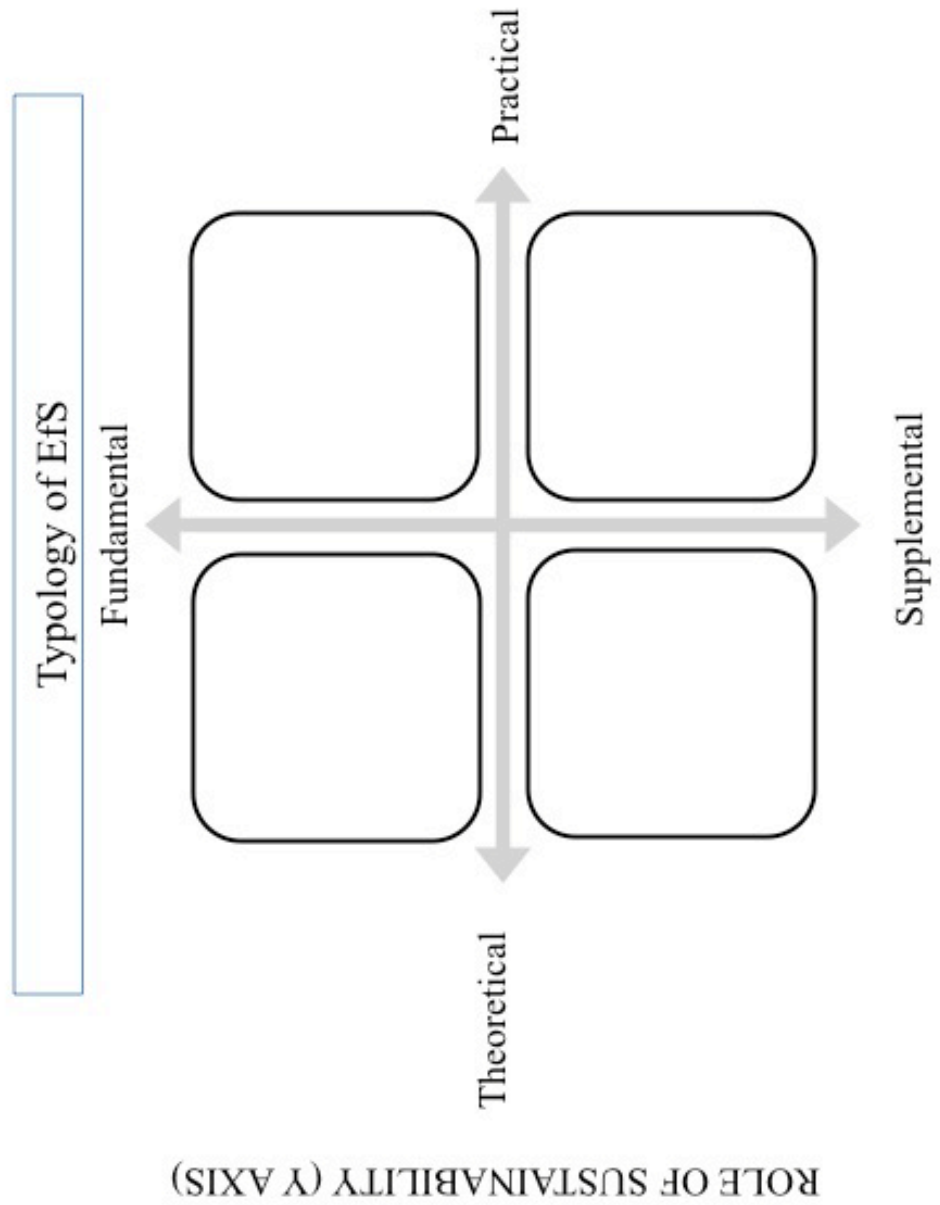 Typology of EfS
Fundamental
Theoretical
Practical
Supplemental
ROLE OF SUSTAINABILITY (Y AXIS)